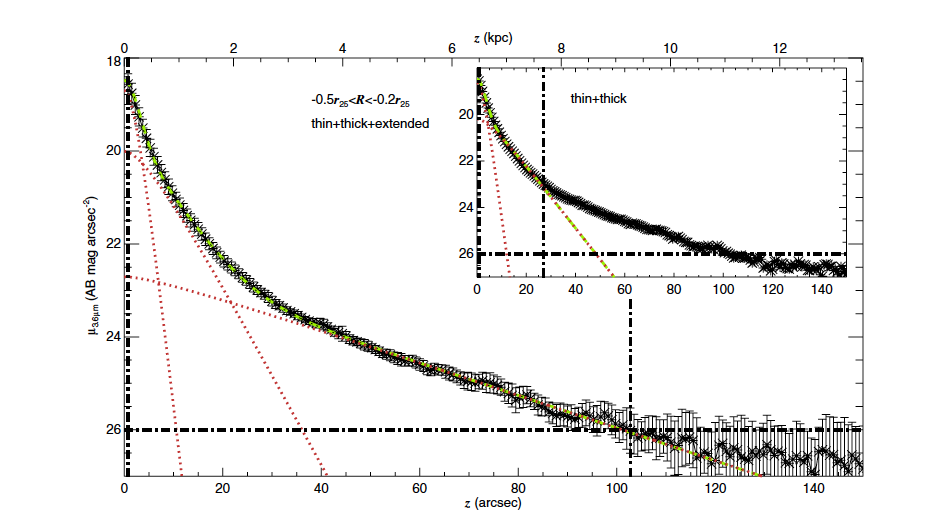 z (kpc)
0 2 4 6 8 10 12
18
20
22
24
26
μ3.6μm (AB mag arcsec-2)
-0.5r25<R<-0.2r25
thin+thick+extended
thin+thick
20
22
24
26
0 20 40 60 80 100 120 140
0 20 40 60 80 100 120 140
z (arcsec)